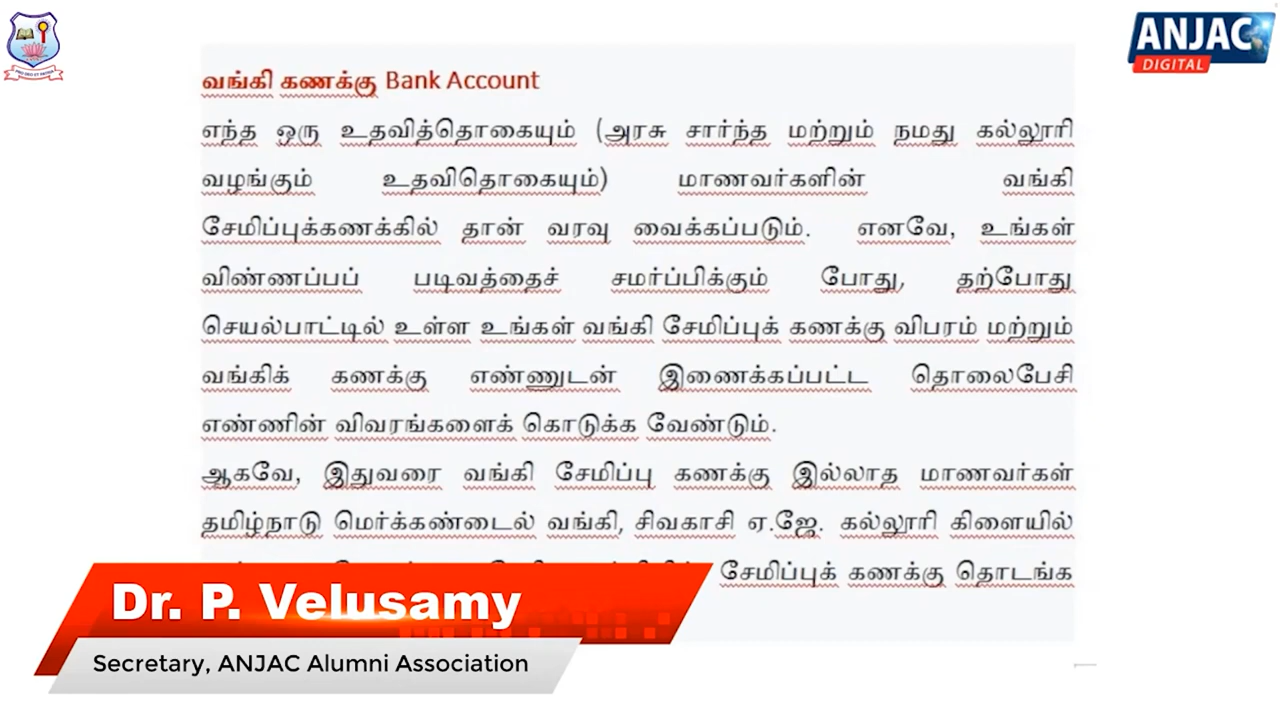 ANJAC
DIGITAL
வங்கி கணக்கு Bank Account
எந்த ஒரு உதவித்தொகையும் (அரசு சார்ந்த மற்றும் நமது கல்லூரி
வழங்கும் உதவிதொகையும்) மாணவர்களின் வங்கி
சேமிப்புக்கணக்கில் தான் வரவு வைக்கப்படும். எனவே, உங்கள்
விண்ணப்பப் படிவத்தைச் சமர்ப்பிக்கும் போது, தற்போது
செயல்பாட்டில் உள்ள உங்கள் வங்கி சேமிப்புக் கணக்கு விபரம் மற்றும்
வங்கிக் கணக்கு எண்ணுடன் இணைக்கப்பட்ட தொலைபேசி
எண்ணின் விவரங்களைக் கொடுக்க வேண்டும்.
ஆகவே, இதுவரை வங்கி சேமிப்பு கணக்கு இல்லாத மாணவர்கள்
தமிழ்நாடு மெர்க்கண்டைல் வங்கி, சிவகாசி ஏ.ஜே. கல்லூரி கிளையில்
சேமிப்புக் கணக்கு தொடங்க
Dr. P. Velusamy
Secretary, ANJAC Alumni Association